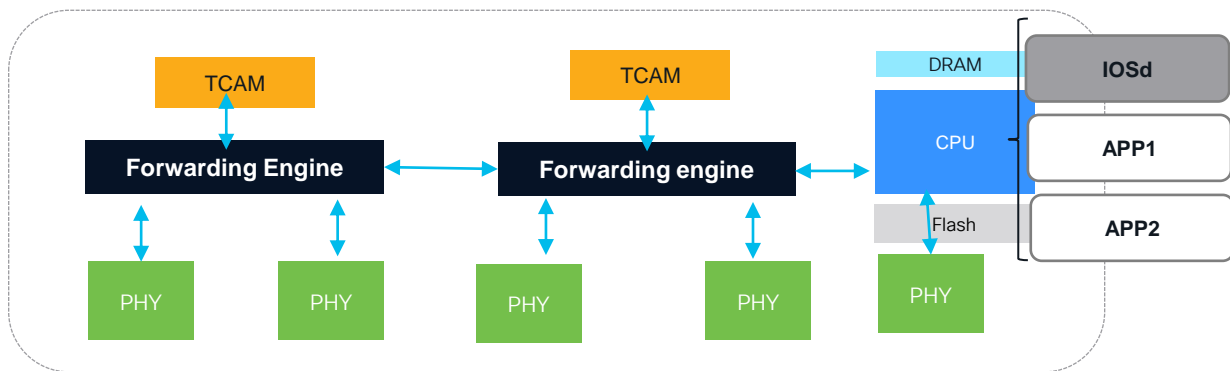 TCAM
TCAM
DRAM
IOSd
Forwarding Engine
Forwarding engine
CPU
APP1
Flash
APP2
PHY
PHY
PHY
PHY
PHY